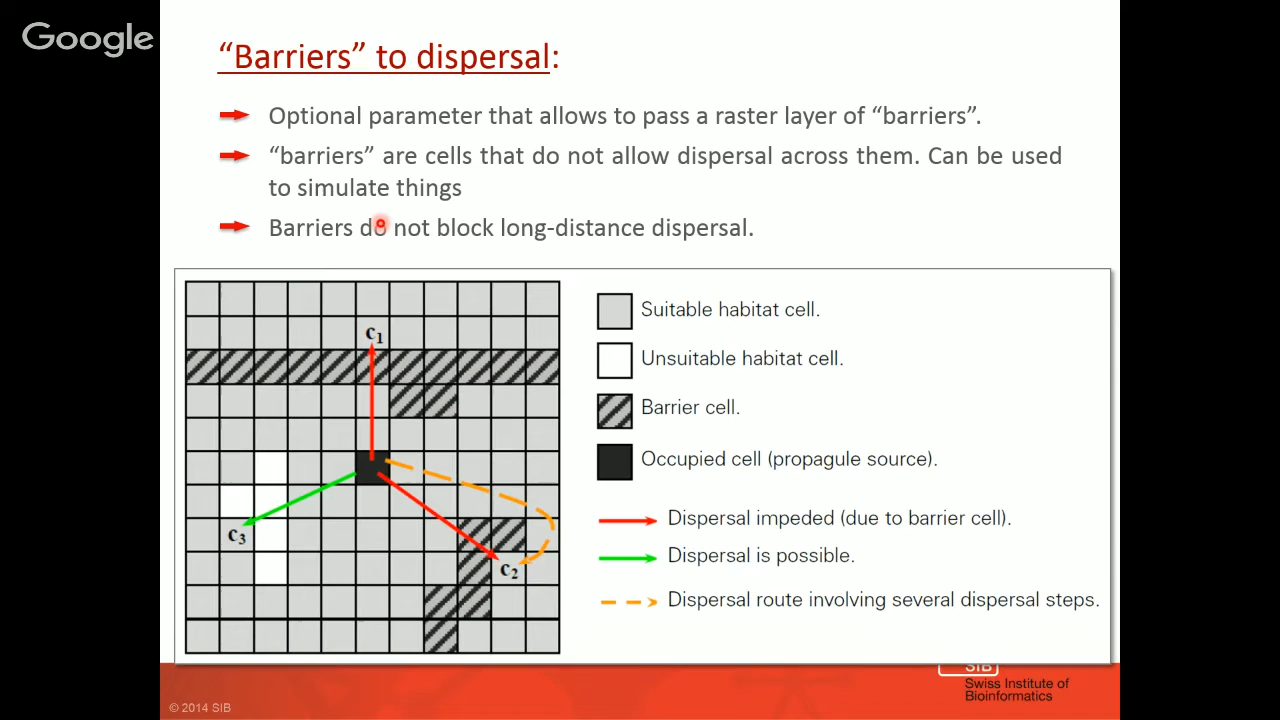 Google
“Barriers” to dispersal:
Optional parameter that allows to pass a raster layer of “barriers”.
“barriers” are cells that do not allow dispersal across them. Can be used
to simulate things
Barriers do not block long-distance dispersal.
c1
c3
c2
Suitable habitat cell.
Unsuitable habitat cell.
Barrier cell.
Occupied cell (propagule source).
Dispersal impeded (due to barrier cell).
Dispersal is possible.
Dispersal route involving several dispersal steps.
SIB
Swiss Institute of
Bioinformatics
© 2014 SIB